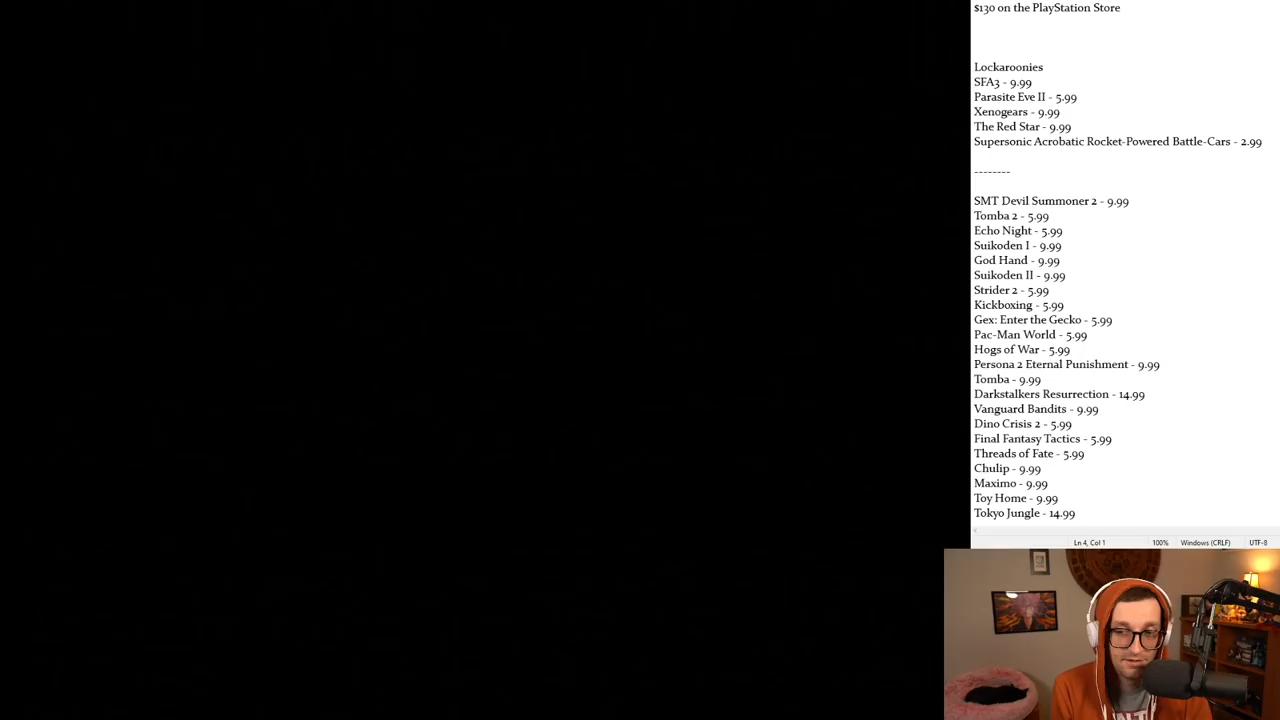 $130 on the PlayStation Store
Lockaroonies
SFA3 - 9.99
Parasite Eve II - 5.99
Xenogears - 9.99
The Red Star - 9.99
Supersonic Acrobatic Rocket-Powered Battle-Cars - 2.99
--------
SMT Devil Summoner 2 - 9.99
Tomba 2 - 5.99
Echo Night - 5.99
Suikoden I - 9.99
God Hand - 9.99
Suikoden II - 9.99
Strider 2 - 5.99
Kickboxing - 5.99
Gex: Enter the Gecko - 5.99
Pac-Man World - 5.99
Hogs of War - 5.99
Persona 2 Eternal Punishment - 9.99
Tomba - 9.99
Darkstalkers Resurrection - 14.99
Vanguard Bandits - 9.99
Dino Crisis 2 - 5.99
Final Fantasy Tactics - 5.99
Threads of Fate - 5.99
Chulip - 9.99
Maximo - 9.99
Toy Home - 9.99
Tokyo Jungle - 14.99
Ln 4, Col 1 100% Windows (CRLF) UTF-8